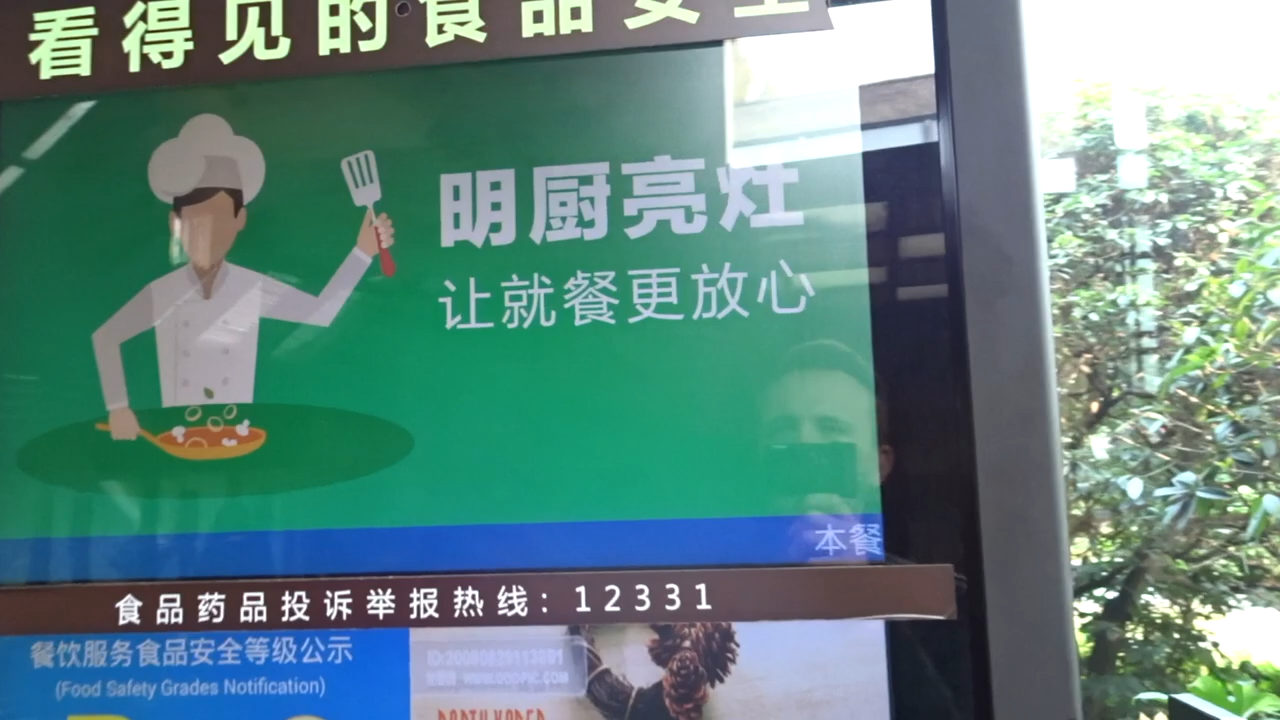 看得见的食品安全
明厨亮灶
让就餐更放心
本餐
食品药品投诉举报热线：12331
餐饮服务食品安全等级公示
(Food Safety Grades Notification)